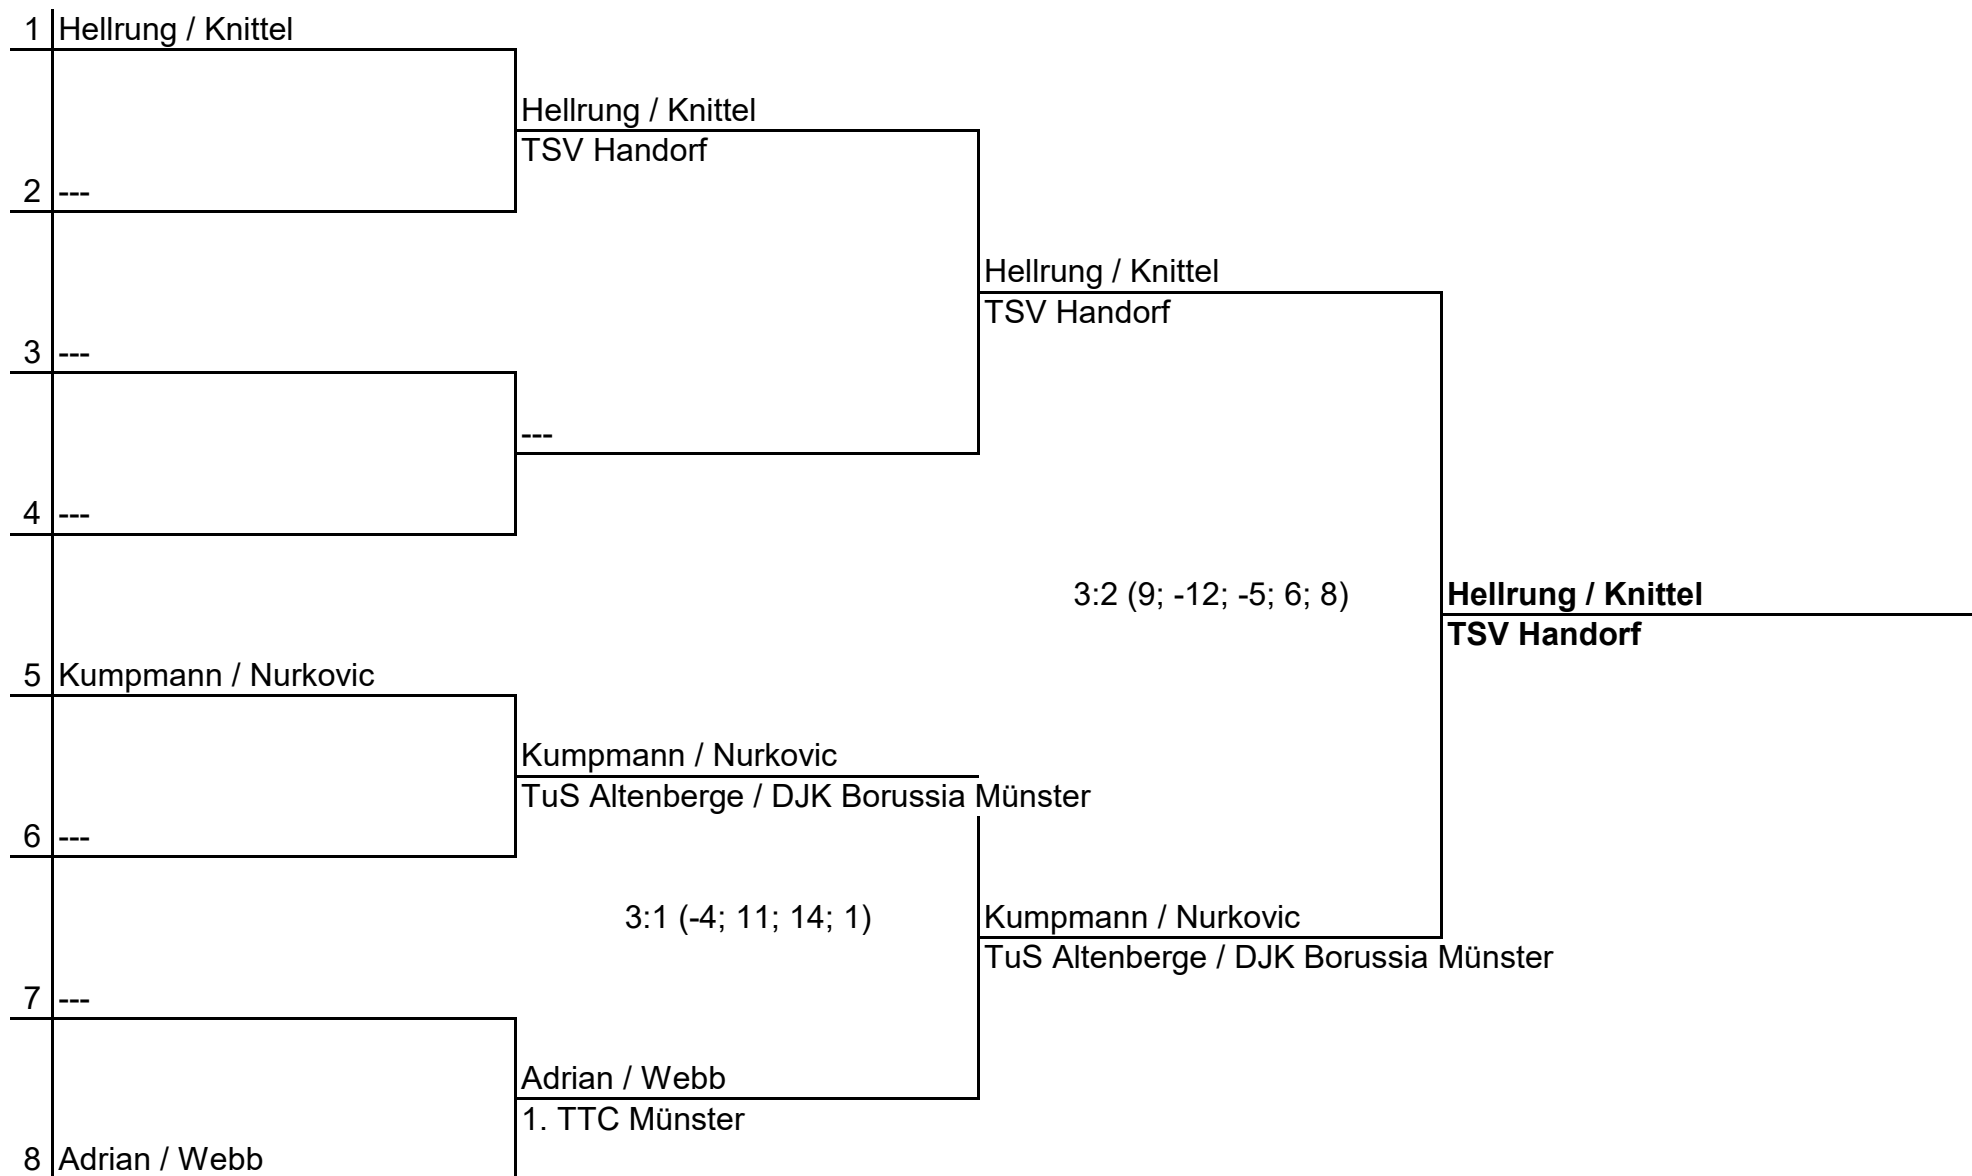 1 Hellrung / Knittel
Hellrung / Knittel
TSV Handorf
2 ---
Hellrung / Knittel
TSV Handorf
3 ---
---
4 ---
3:2 (9; -12; -5; 6; 8)
Hellrung / Knittel
TSV Handorf
5 Kumpmann / Nurkovic
Kumpmann / Nurkovic
TuS Altenberge / DJK Borussia Münster
6 ---
3:1 (-4; 11; 14; 1)
Kumpmann / Nurkovic
TuS Altenberge / DJK Borussia Münster
7 ---
Adrian / Webb
1. TTC Münster
8 Adrian / Webb